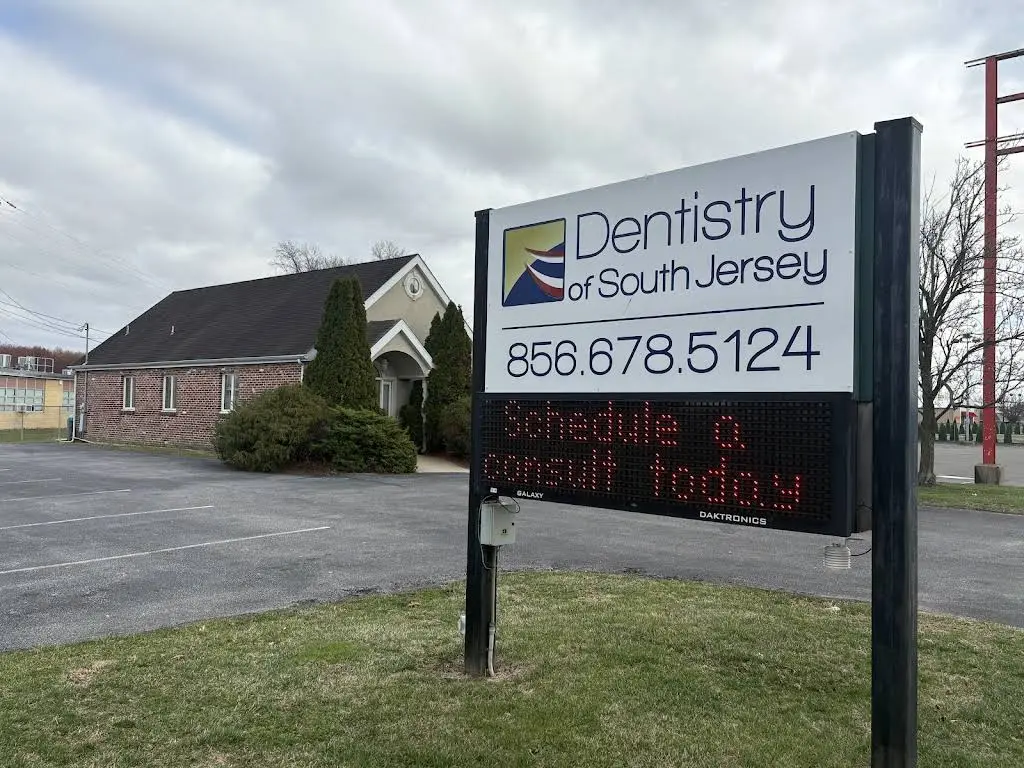 Dentistry
of South Jersey
856.678.5124
Schedule a
consult today
GALAXY
DAKTRONICS